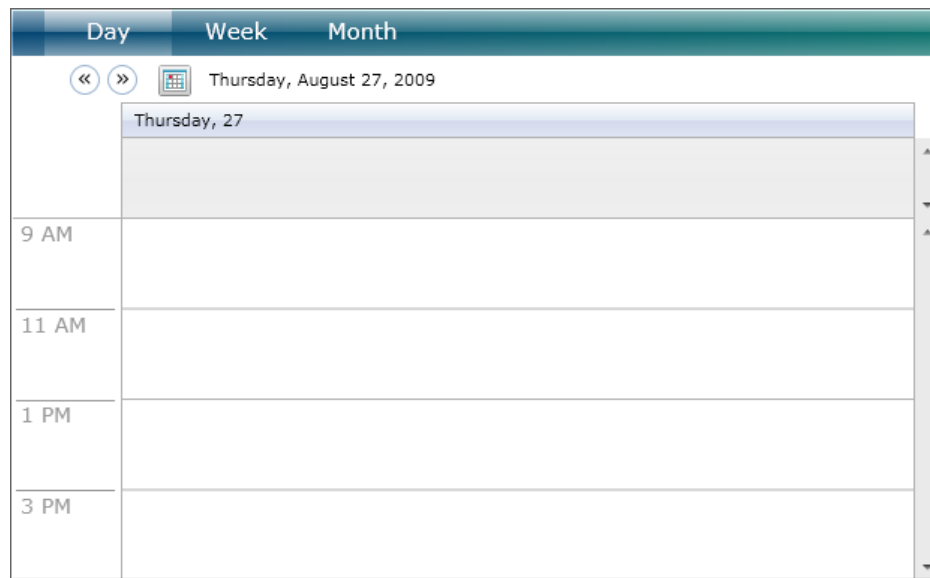 Day Week Month
« » Thursday, August 27, 2009
Thursday, 27
9 AM
11 AM
1 PM
3 PM